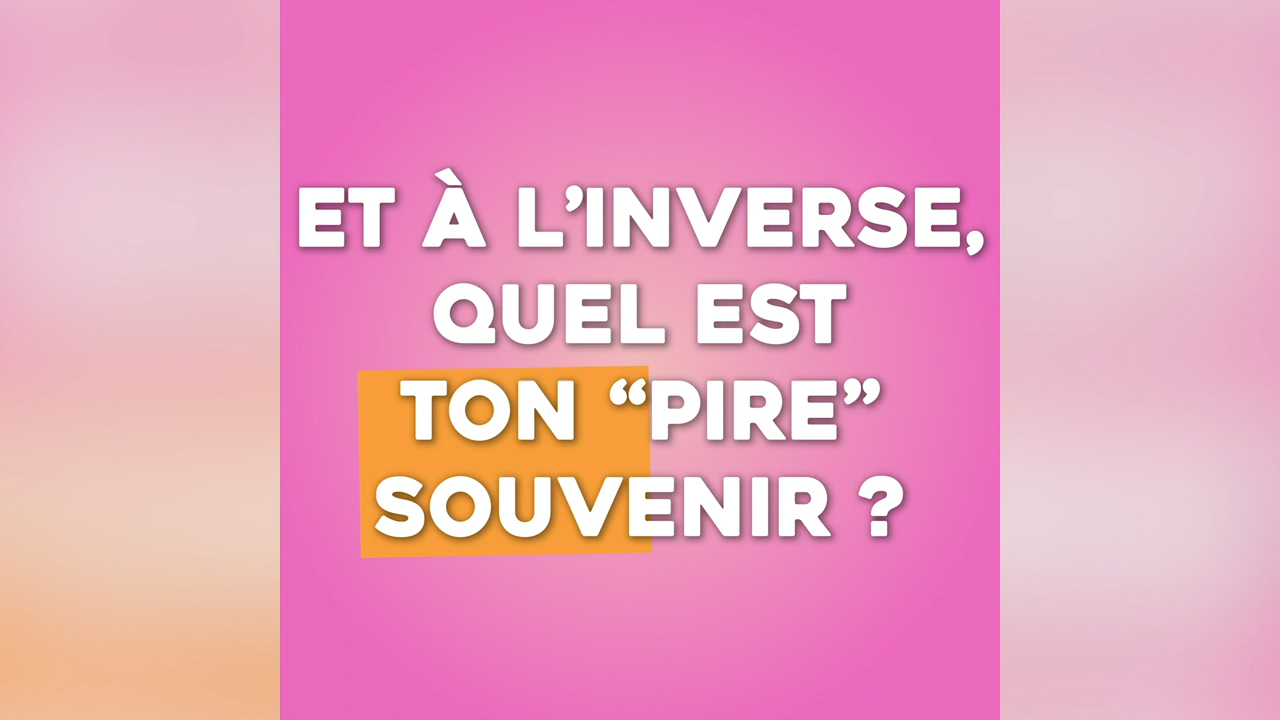 ET À L’INVERSE,
QUEL EST
TON “PIRE”
SOUVENIR ?